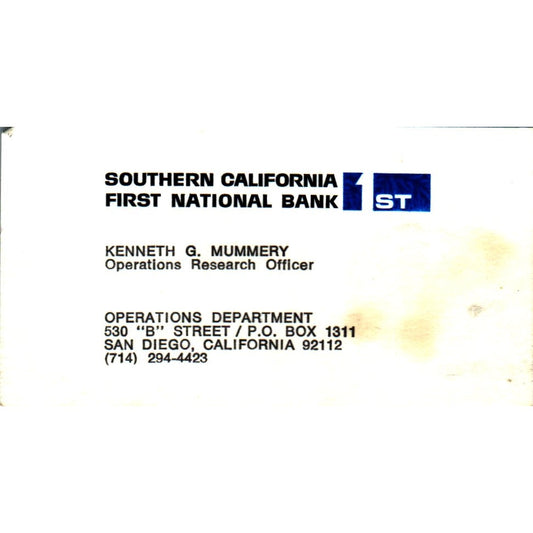 SOUTHERN CALIFORNIA
FIRST NATIONAL BANK
1ST
KENNETH G. MUMMERY
Operations Research Officer
OPERATIONS DEPARTMENT
530 "B" STREET / P.O. BOX 1311
SAN DIEGO, CALIFORNIA 92112
(714) 294-4423